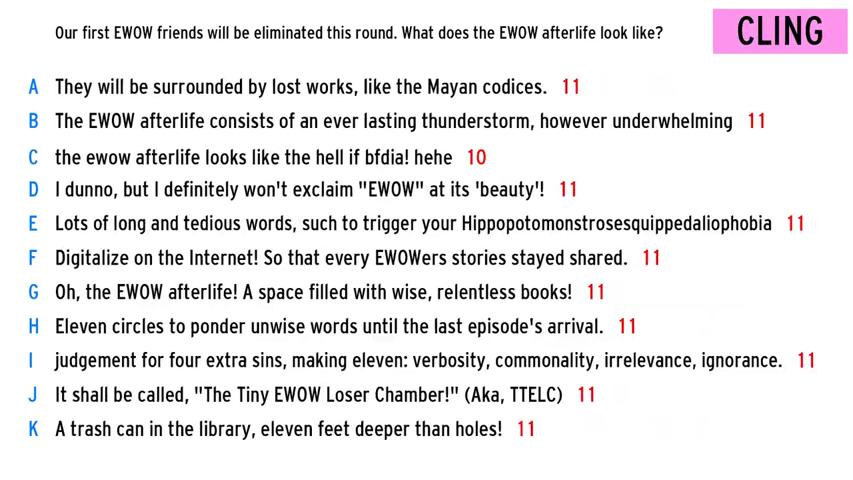 Our first EWOW friends will be eliminated this round. What does the EWOW afterlife look like?
CLING
A They will be surrounded by lost works, like the Mayan codices. 11
B The EWOW afterlife consists of an ever lasting thunderstorm, however underwhelming 11
C the ewow afterlife looks like the hell if bfdia! hehe 10
D I dunno, but I definitely won't exclaim "EWOW" at its 'beauty'! 11
E Lots of long and tedious words, such to trigger your Hippopotomonstrosesquippedaliophobia 11
F Digitalize on the Internet! So that every EWOWers stories stayed shared. 11
G Oh, the EWOW afterlife! A space filled with wise, relentless books! 11
H Eleven circles to ponder unwise words until the last episode's arrival. 11
I judgement for four extra sins, making eleven: verbosity, commonality, irrelevance, ignorance. 11
J It shall be called, "The Tiny EWOW Loser Chamber!" (Aka, TTELC) 11
K A trash can in the library, eleven feet deeper than holes! 11